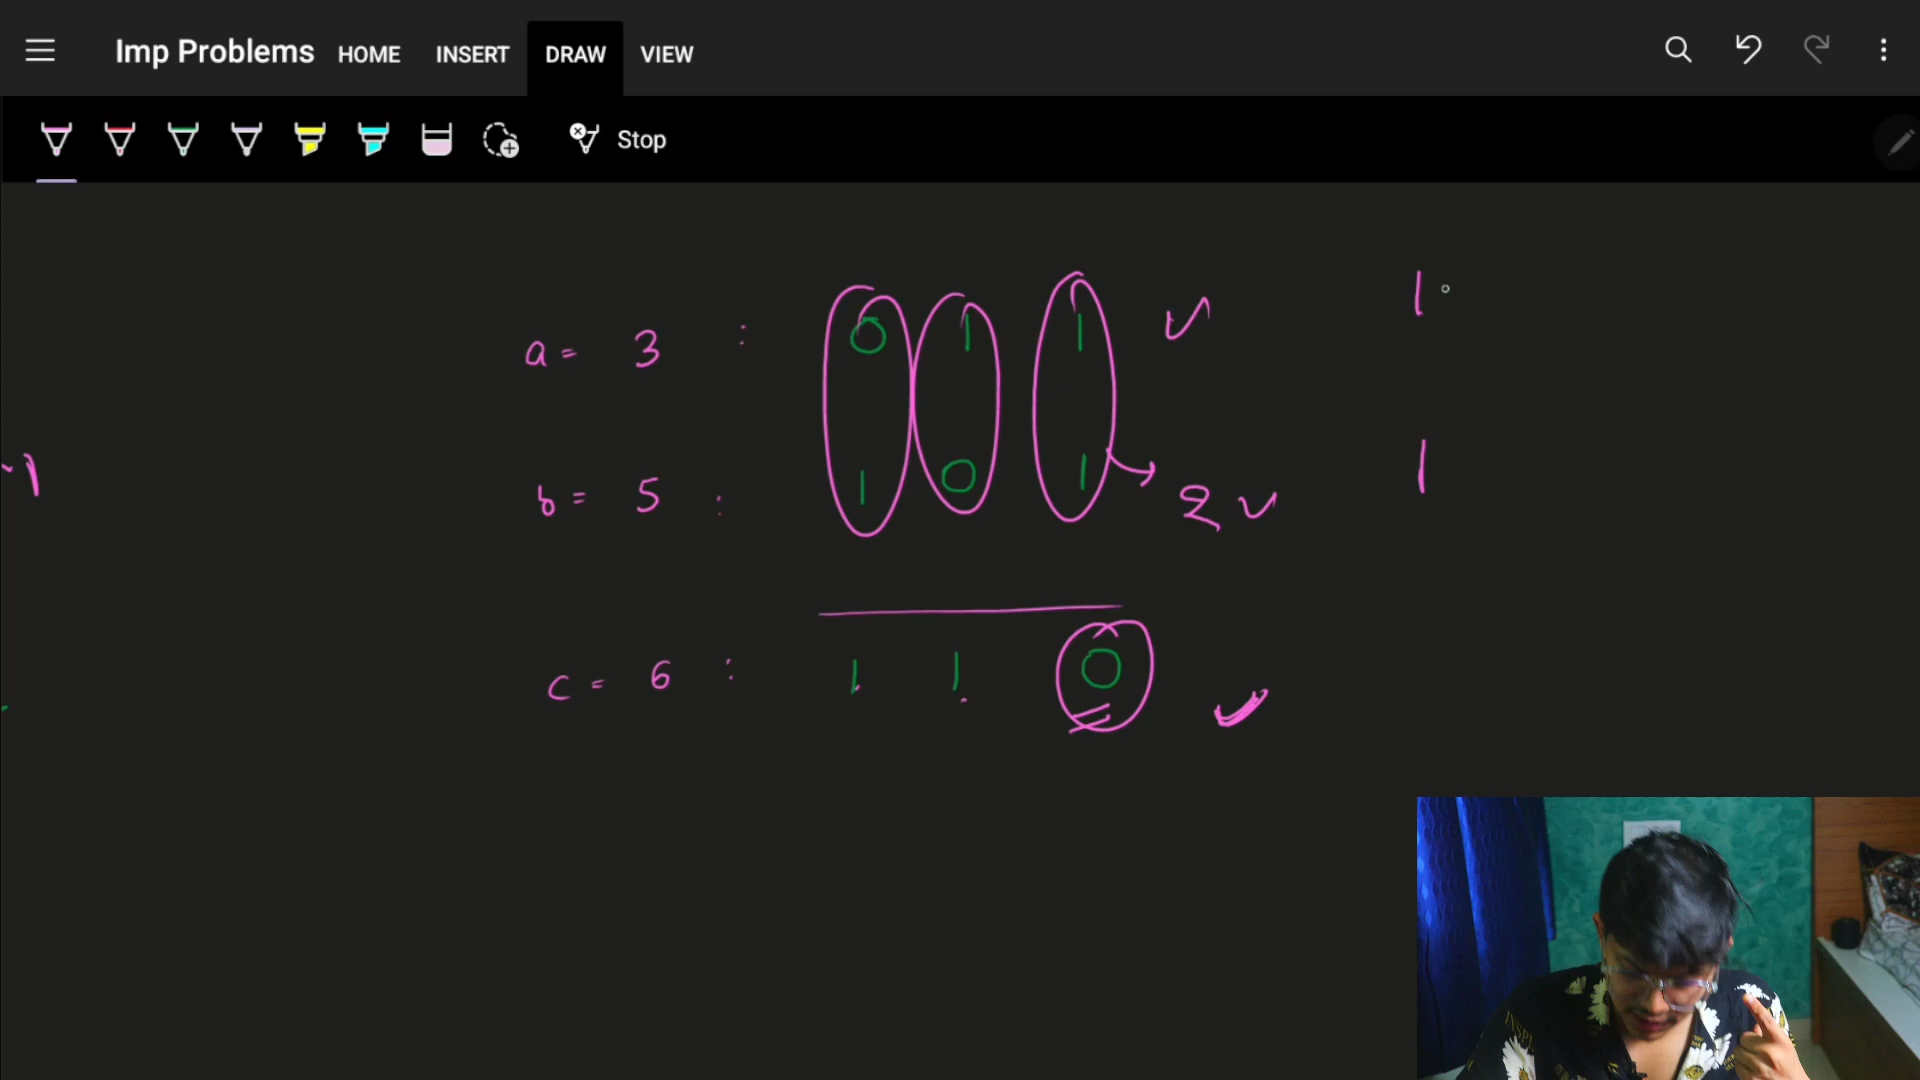 Imp Problems HOME INSERT DRAW VIEW
Stop
a = 3 : 0 1 1 1
b = 5 : 1 0 1 2 1
c = 6 : 1 1 0